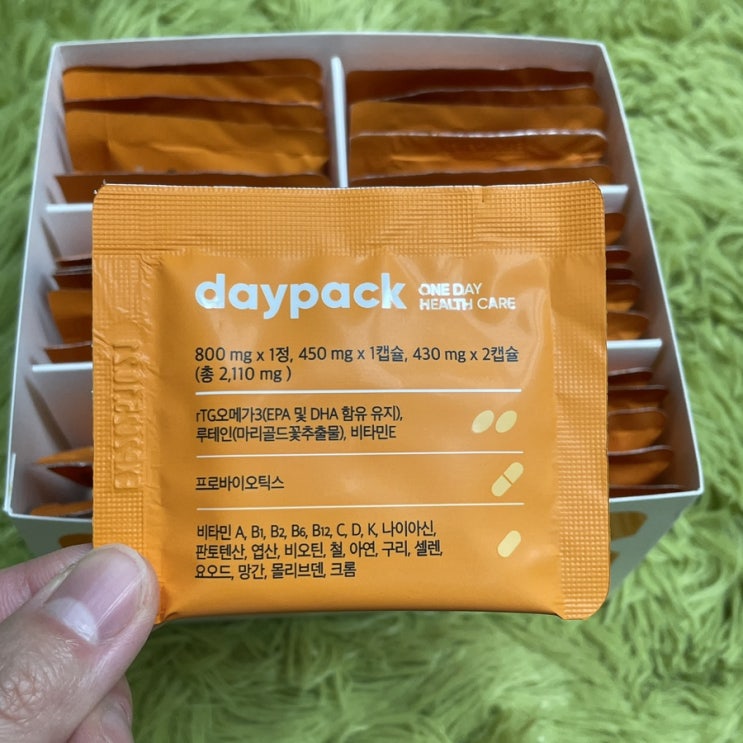 daypack
ONE DAY
HEALTH CARE
800 mg x 1정, 450 mg x 1캡슐, 430 mg x 2캡슐
(총 2,110 mg )
rTG오메가3(EPA 및 DHA 함유 유지),
루테인(마리골드꽃추출물), 비타민E
프로바이오틱스
비타민 A, B1, B2, B6, B12, C, D, K, 나이아신,
판토텐산, 엽산, 비오틴, 철, 아연, 구리, 셀렌,
요오드, 망간, 몰리브덴, 크롬